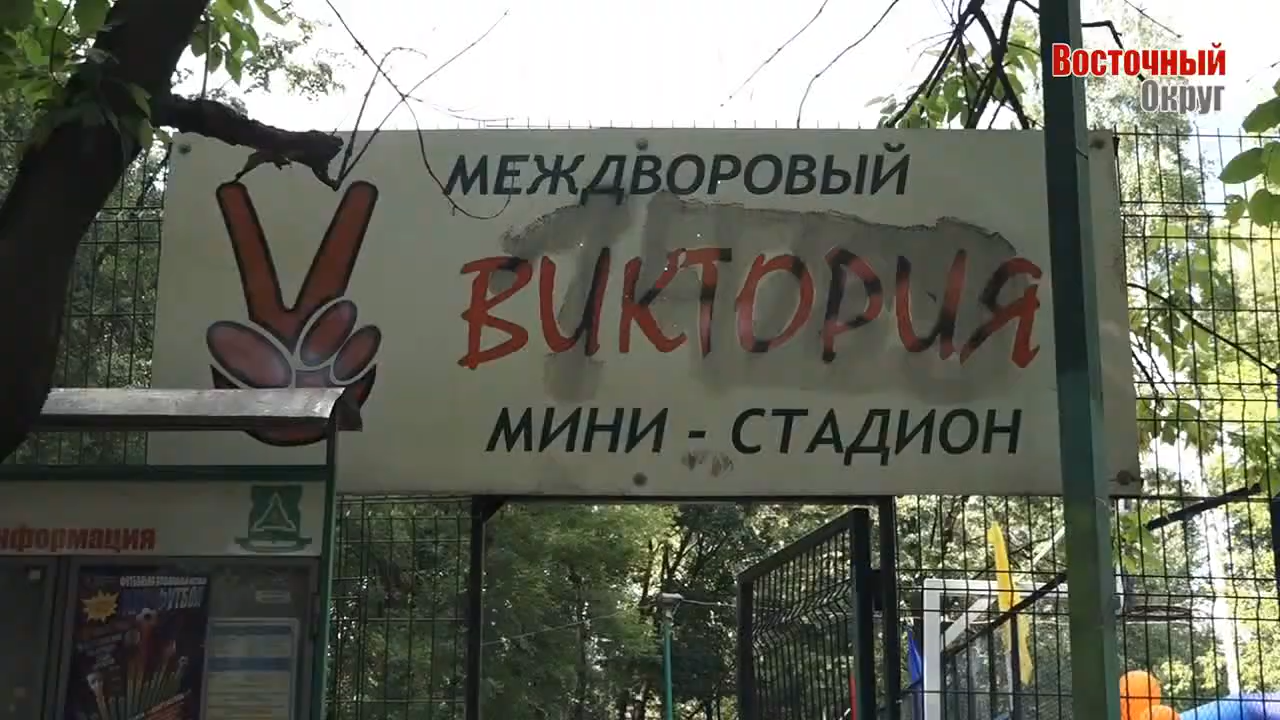 Восточный
Округ
МЕЖДВОРОВЫЙ
ВИКТОРИЯ
МИНИ - СТАДИОН
нформация